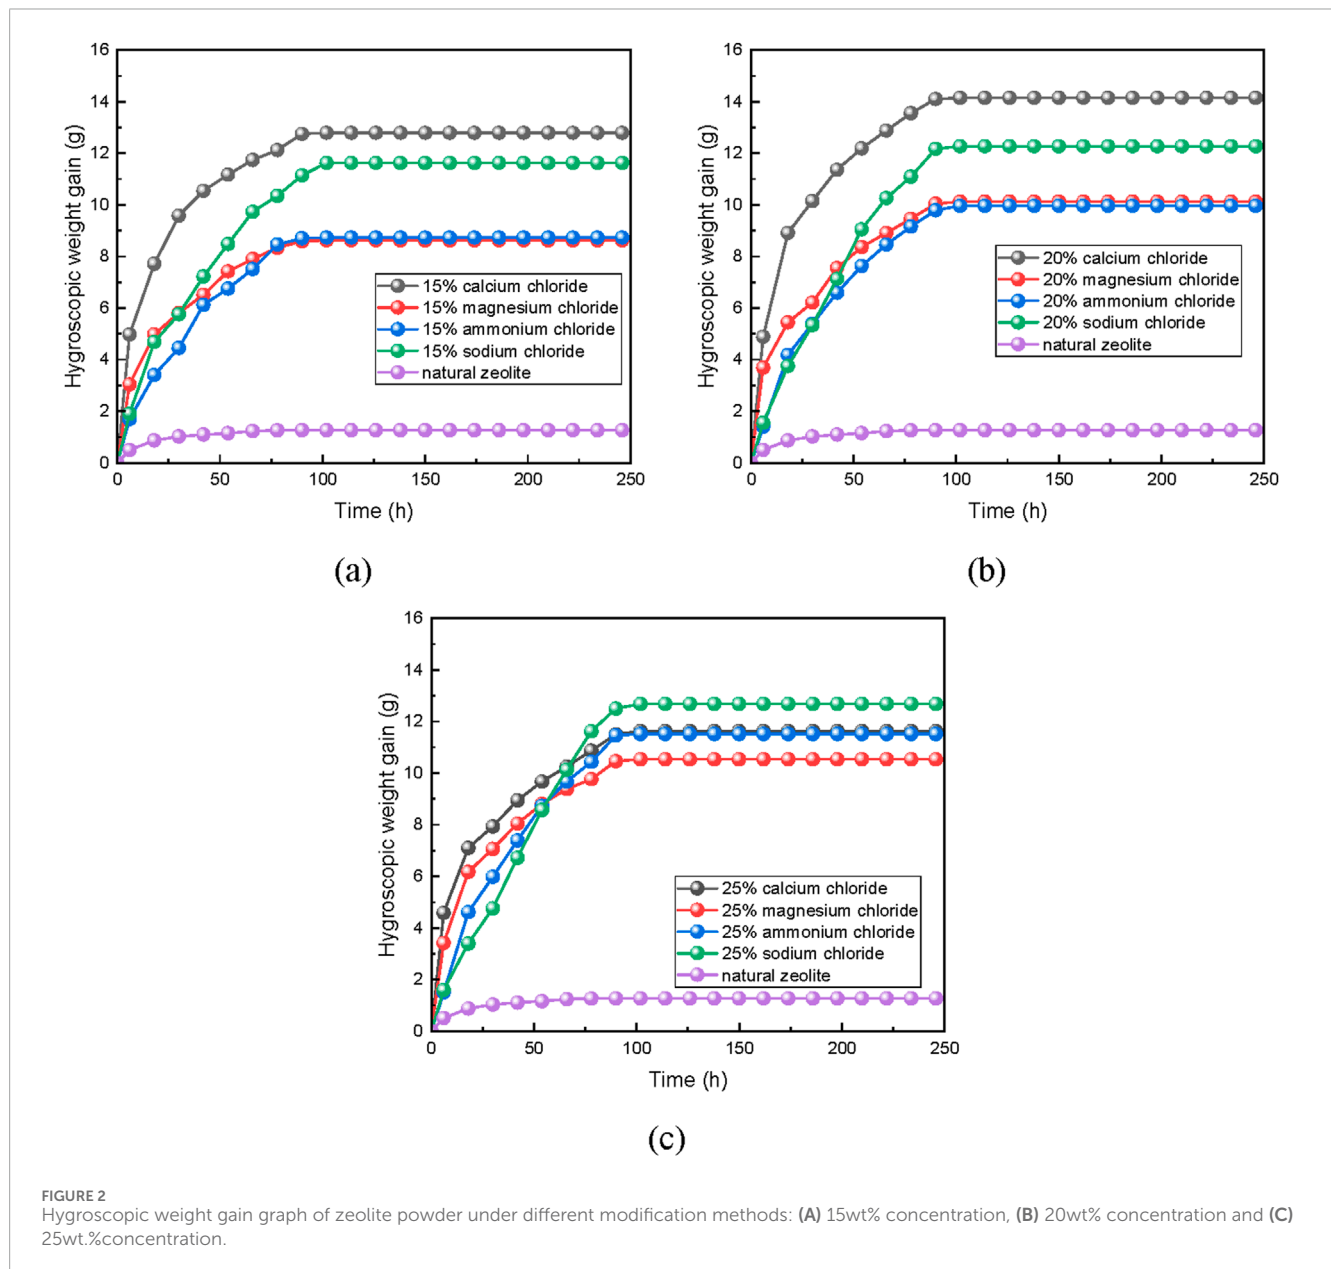 16
14
12
10
8
6
4
2
0
Hygroscopic weight gain (g)
15% calcium chloride
15% magnesium chloride
15% ammonium chloride
15% sodium chloride
natural zeolite
0 50 100 150 200 250
Time (h)
(a)
16
14
12
10
8
6
4
2
0
Hygroscopic weight gain (g)
20% calcium chloride
20% magnesium chloride
20% ammonium chloride
20% sodium chloride
natural zeolite
0 50 100 150 200 250
Time (h)
(b)
16
14
12
10
8
6
4
2
0
Hygroscopic weight gain (g)
25% calcium chloride
25% magnesium chloride
25% ammonium chloride
25% sodium chloride
natural zeolite
0 50 100 150 200 250
Time (h)
(c)
FIGURE 2
Hygroscopic weight gain graph of zeolite powder under different modification methods: (A) 15wt% concentration, (B) 20wt% concentration and (C)
25wt.%concentration.